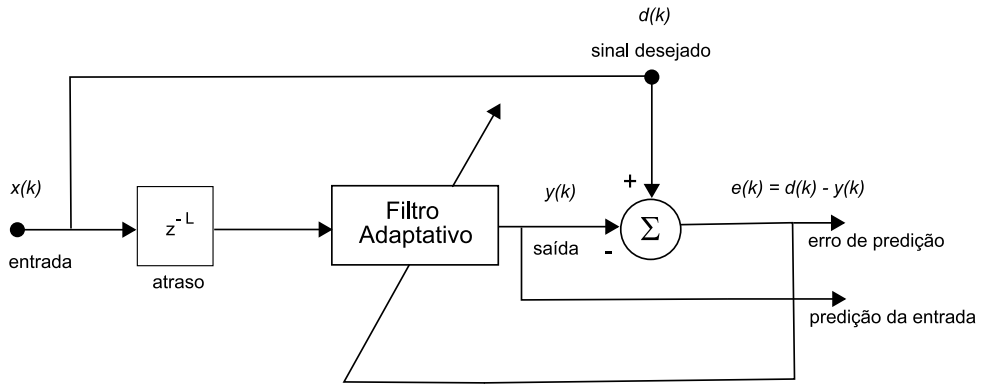 d(k)
sinal desejado
x(k)
entrada
z^-L
atraso
Filtro
Adaptativo
y(k)
saída
+
-
Σ
e(k) = d(k) - y(k)
erro de predição
predição da entrada